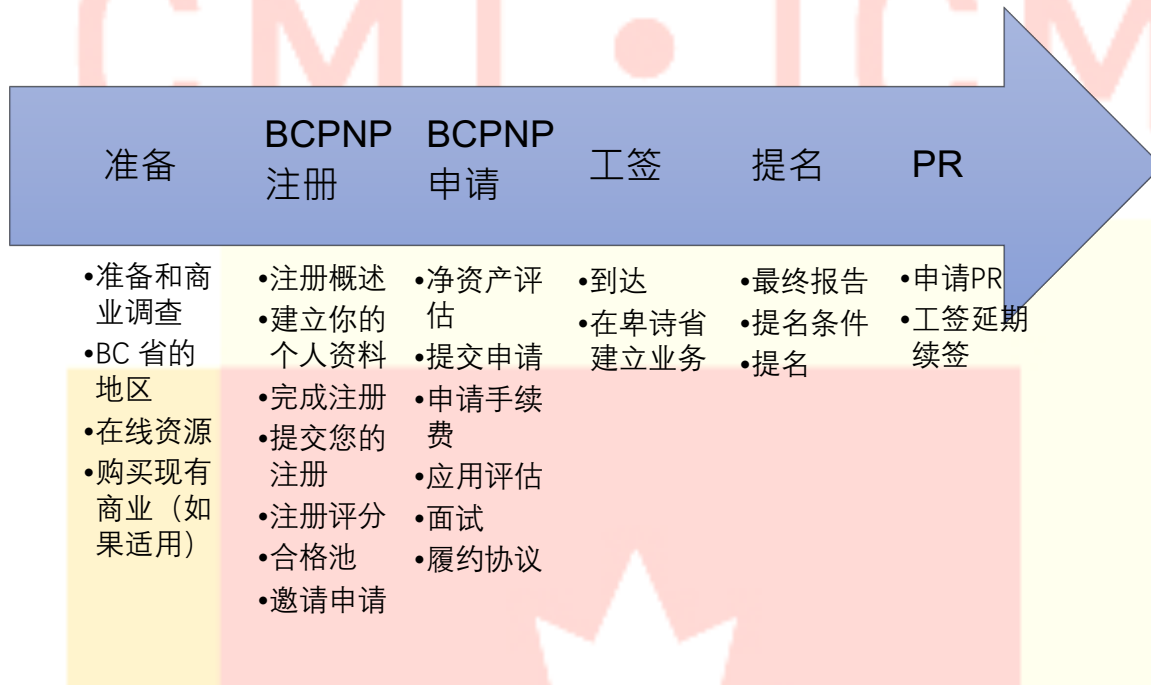 CMI•ICM
准备
BCPNP
注册
BCPNP
申请
工签
提名
PR
•准备和商
业调查
•BC 省的
地区
•在线资源
•购买现有
商业（如
果适用）
•注册概述
•建立你的
个人资料
•完成注册
•提交您的
注册
•注册评分
•合格池
•邀请申请
•净资产评
估
•提交申请
•申请手续
费
•应用评估
•面试
•履约协议
•到达
•在卑诗省
建立业务
•最终报告
•提名条件
•提名
•申请PR
•工签延期
续签